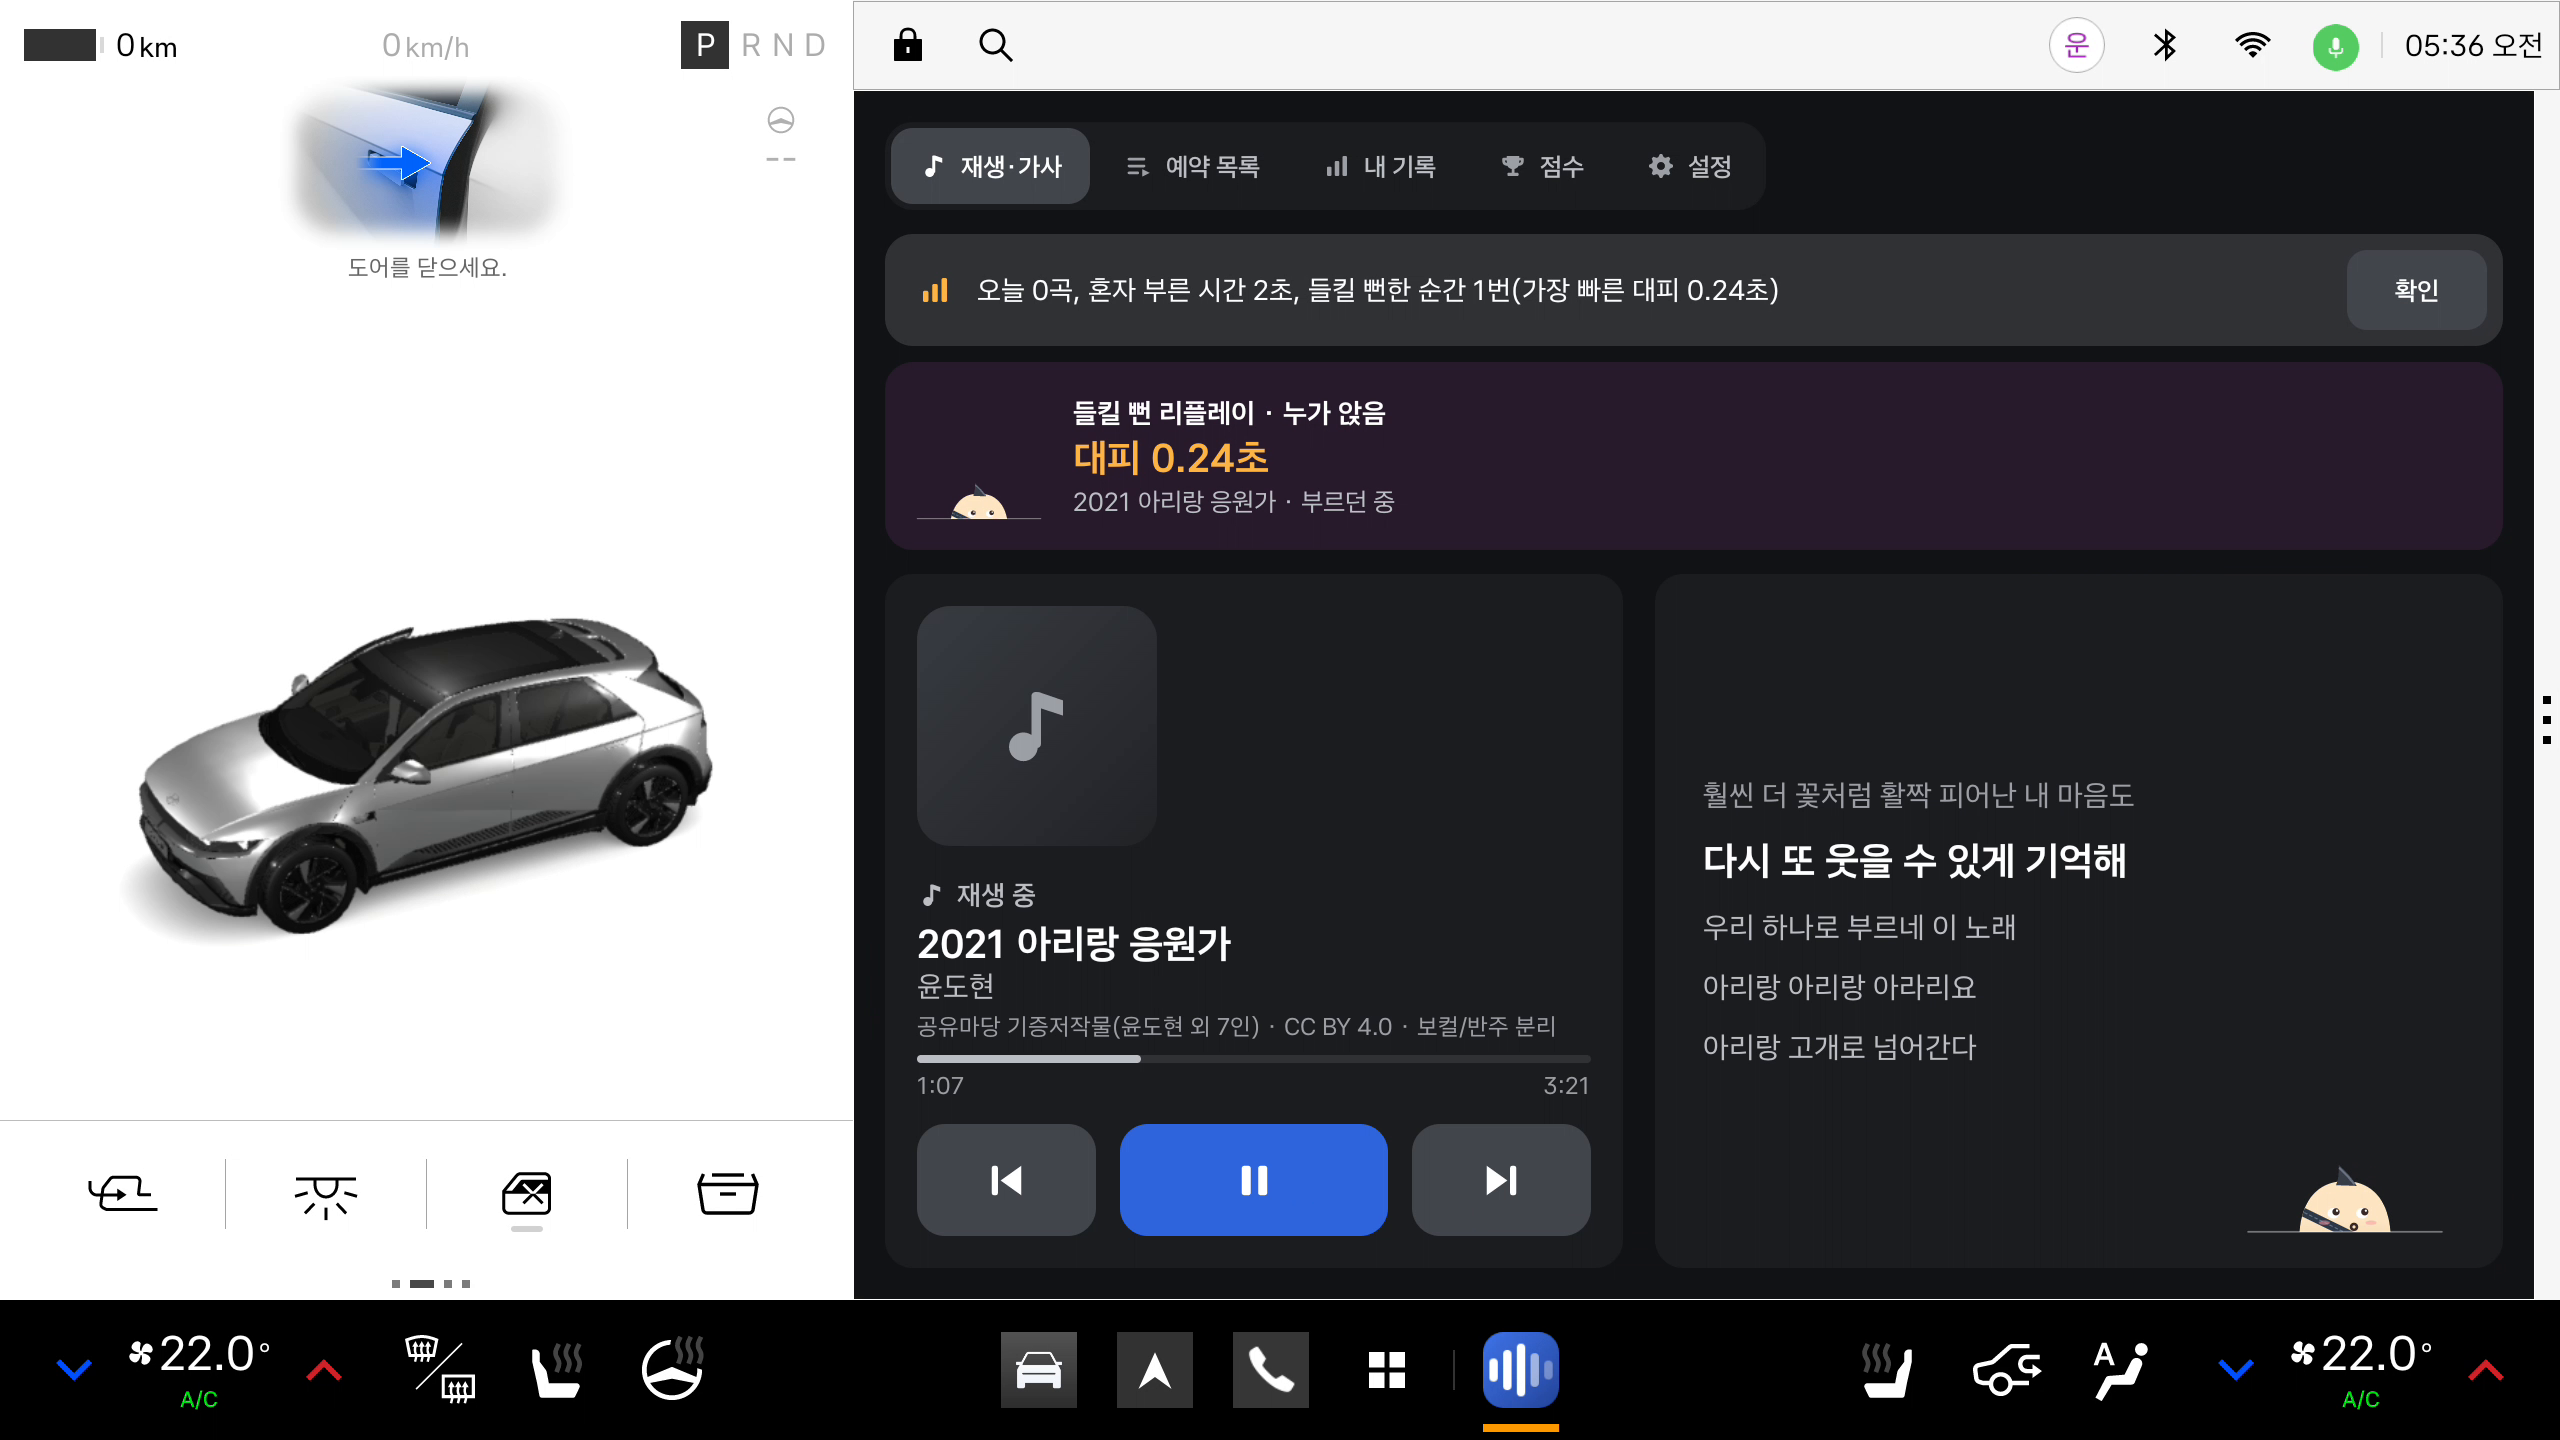 0 km
0 km/h
P R N D
도어를 닫으세요.
운
05:36 오전
재생·가사
예약 목록
내 기록
점수
설정
오늘 0곡, 혼자 부른 시간 2초, 들킬 뻔한 순간 1번(가장 빠른 대피 0.24초)
확인
들킬 뻔 리플레이 · 누가 앉음
대피 0.24초
2021 아리랑 응원가 · 부르던 중
재생 중
2021 아리랑 응원가
윤도현
공유마당 기증저작물(윤도현 외 7인) · CC BY 4.0 · 보컬/반주 분리
1:07
3:21
훨씬 더 꽃처럼 활짝 피어난 내 마음도
다시 또 웃을 수 있게 기억해
우리 하나로 부르네 이 노래
아리랑 아리랑 아라리요
아리랑 고개로 넘어간다
22.0°
A/C
A
22.0°
A/C